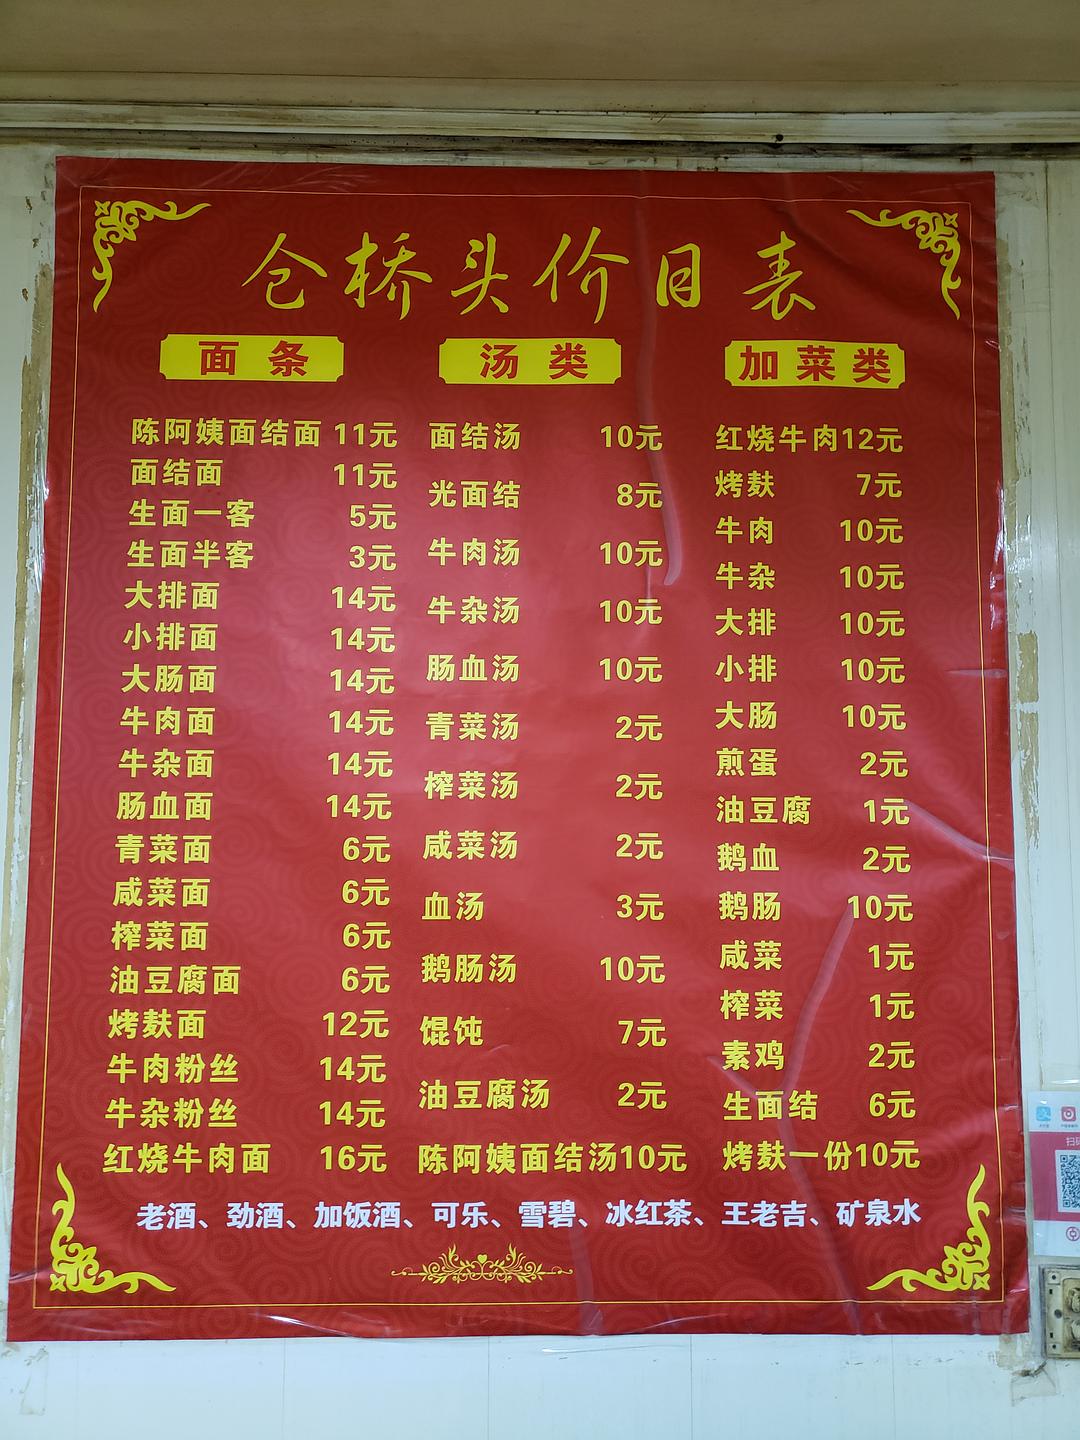 仓桥头价目表
面条
陈阿姨面结面 11元
面结面 11元
生面一客 5元
生面半客 3元
大排面 14元
小排面 14元
大肠面 14元
牛肉面 14元
牛杂面 14元
肠血面 14元
青菜面 6元
咸菜面 6元
榨菜面 6元
油豆腐面 6元
烤麸面 12元
牛肉粉丝 14元
牛杂粉丝 14元
红烧牛肉面 16元
汤类
面结汤 10元
光面结 8元
牛肉汤 10元
牛杂汤 10元
肠血汤 10元
青菜汤 2元
榨菜汤 2元
咸菜汤 2元
血汤 3元
鹅肠汤 10元
馄饨 7元
油豆腐汤 2元
陈阿姨面结汤10元
加菜类
红烧牛肉12元
烤麸 7元
牛肉 10元
牛杂 10元
大排 10元
小排 10元
大肠 10元
煎蛋 2元
油豆腐 1元
鹅血 2元
鹅肠 10元
咸菜 1元
榨菜 1元
素鸡 2元
生面结 6元
烤麸一份10元
老酒、劲酒、加饭酒、可乐、雪碧、冰红茶、王老吉、矿泉水
扫码